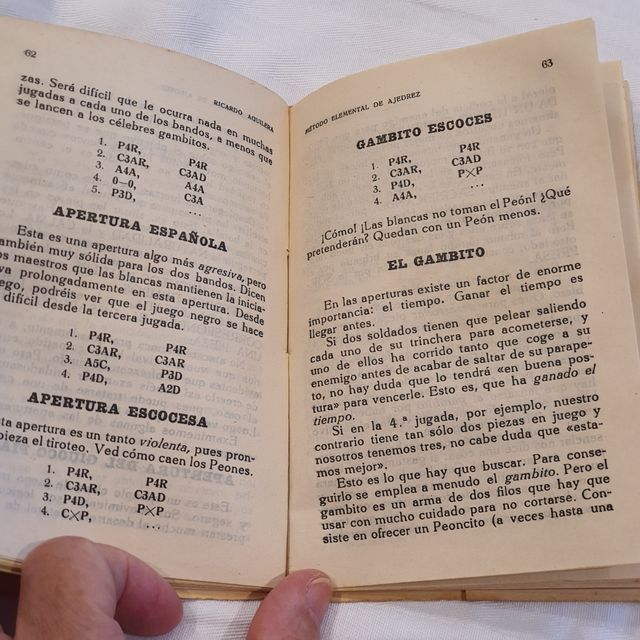 62
RICARDO AGUILERA
zas. Será difícil que le ocurra nada en muchas
jugadas a cada uno de los bandos, a menos que
se lancen a los célebres gambitos.
1. P4R, P4R
2. C3AR, C3AD
3. A4A, A4A
4. 0—0, C3A
5. P3D, ...
APERTURA ESPAÑOLA
Esta es una apertura algo más agresiva, pero
también muy sólida para los dos bandos. Dicen
os maestros que las blancas mantienen la inicia-
va prolongadamente en esta apertura. Desde
ego, podréis ver que el juego negro se hace
difícil desde la tercera jugada.
1. P4R, P4R
2. C3AR, C3AR
3. A5C, P3D
4. P4D, A2D
APERTURA ESCOCESA
sta apertura es un tanto violenta, pues pron-
pieza el tiroteo. Ved cómo caen los Peones.
1. P4R, P4R
2. C3AR, C3AD
3. P4D, P×P
4. C×P, ...
63
MÉTODO ELEMENTAL DE AJEDREZ
GAMBITO ESCOCES
1. P4R, P4R
2. C3AR, C3AD
3. P4D, P×P
4. A4A, ...
¡Cómo! ¡Las blancas no toman el Peón! ¿Qué
pretenderán? Quedan con un Peón menos.
EL GAMBITO
En las aperturas existe un factor de enorme
importancia: el tiempo. Ganar el tiempo es
llegar antes.
Si dos soldados tienen que pelear saliendo
cada uno de su trinchera para acometerse, y
uno de ellos ha corrido tanto que coge a su
enemigo antes de acabar de saltar de su parape-
to, no hay duda que lo tendrá «en buena pos-
tura» para vencerle. Esto es, que ha ganado el
tiempo.
Si en la 4.ª jugada, por ejemplo, nuestro
contrario tiene tan sólo dos piezas en juego y
nosotros tenemos tres, no cabe duda que «esta-
mos mejor».
Esto es lo que hay que buscar. Para conse-
guirlo se emplea a menudo el gambito. Pero el
gambito es un arma de dos filos que hay que
usar con mucho cuidado para no cortarse. Con-
siste en ofrecer un Peoncito (a veces hasta una